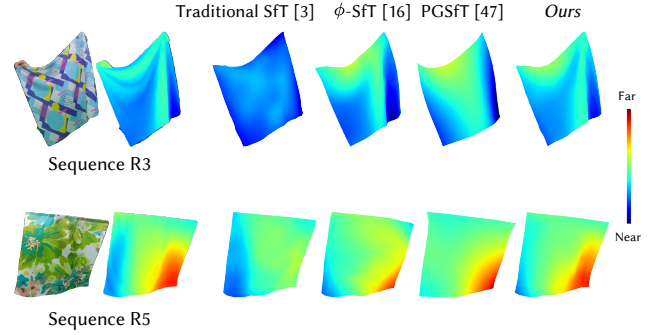 Traditional SfT [3] ϕ-SfT [16] PGSfT [47] Ours
Far
Sequence R3
Near
Sequence R5